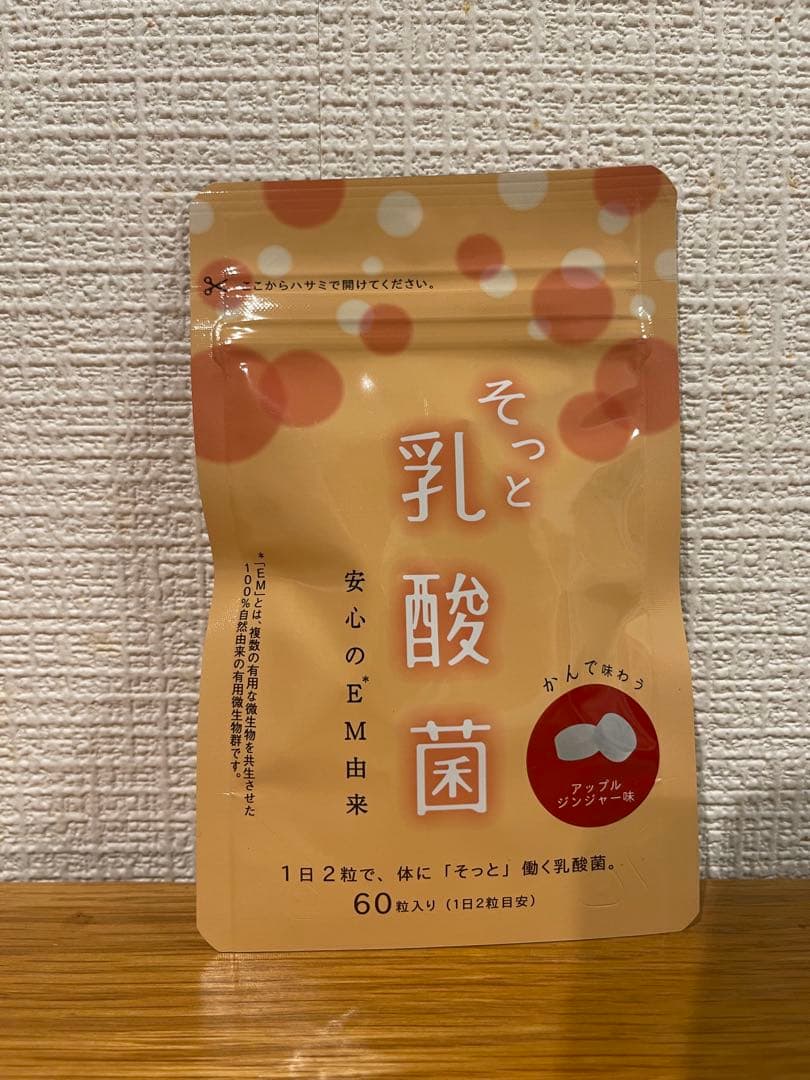 ここからハサミで開けてください。
そっと
乳酸菌
安心のE*M由来
*「EM」とは、複数の有用な微生物を共生させた
100%自然由来の有用微生物群です。
かんで味わう
アップル
ジンジャー味
1日2粒で、体に「そっと」働く乳酸菌。
60粒入り(1日2粒目安)